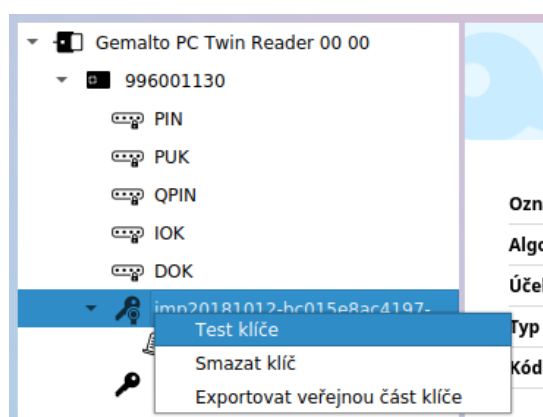 Gemalto PC Twin Reader 00 00
996001130
PIN
PUK
QPIN
IOK
DOK
imp20181012-bc015e8ac4197-
Test klíče
Smazat klíč
Exportovat veřejnou část klíče
Ozn
Algo
Účel
Typ
Kód